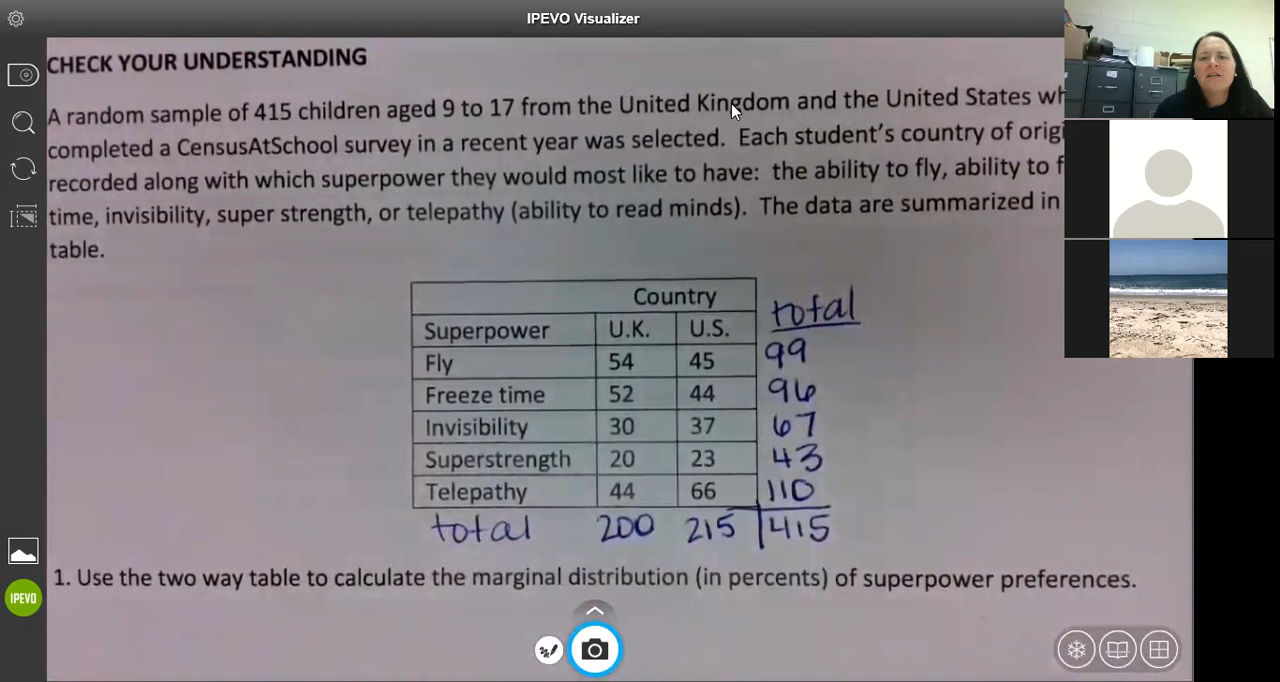 IPEVO Visualizer
CHECK YOUR UNDERSTANDING
A random sample of 415 children aged 9 to 17 from the United Kingdom and the United States
completed a CensusAtSchool survey in a recent year was selected. Each student's country of
recorded along with which superpower they would most like to have: the ability to fly, ability to
time, invisibility, super strength, or telepathy (ability to read minds). The data are summarized in
table.
Country
Superpower U.K. U.S. total
Fly 54 45 99
Freeze time 52 44 96
Invisibility 30 37 67
Superstrength 20 23 43
Telepathy 44 66 110
total 200 215 415
1. Use the two way table to calculate the marginal distribution (in percents) of superpower preferences.
IPEVO